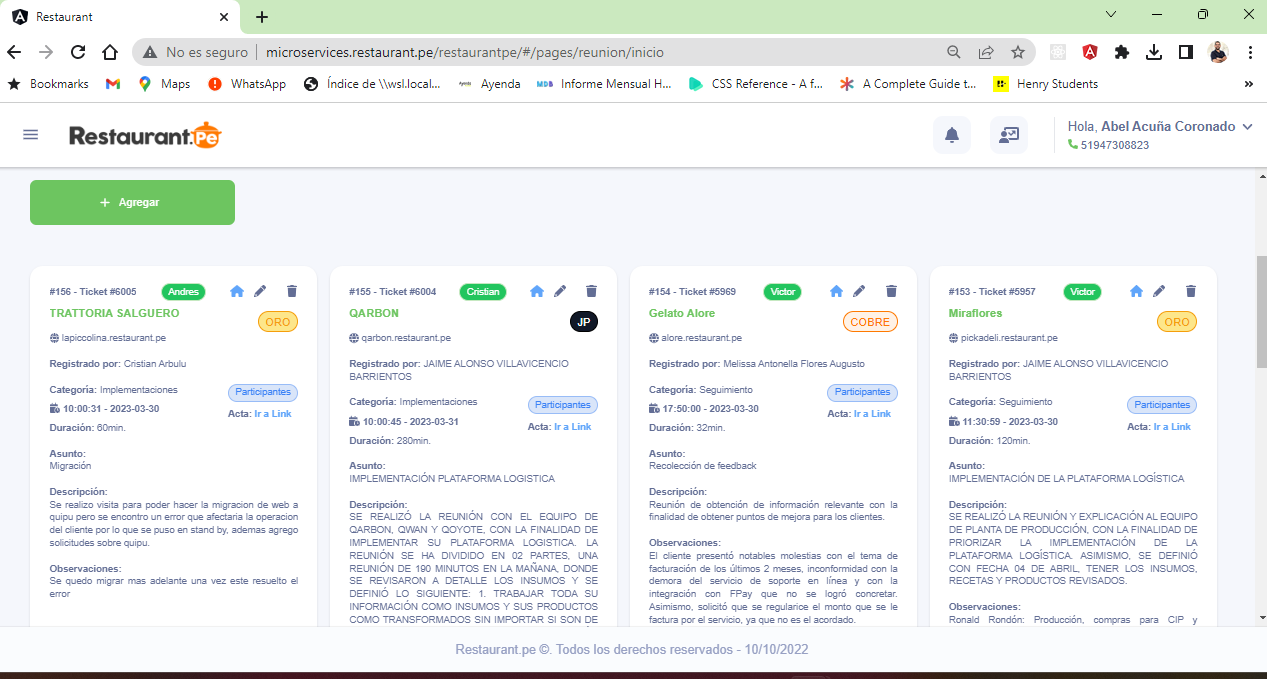 Restaurant
No es seguro
microservices.restaurant.pe/restaurantpe/#/pages/reunion/inicio
Bookmarks
Maps
WhatsApp
Índice de \\wsl.local...
Ayenda
MDB Informe Mensual H...
CSS Reference - A f...
A Complete Guide t...
Henry Students
Restaurant.Pe
Hola, Abel Acuña Coronado
51947308823
+ Agregar
#156 - Ticket #6005
Andres
TRATTORIA SALGUERO
ORO
lapiccolina.restaurant.pe
Registrado por: Cristian Arbulu
Categoría: Implementaciones
Participantes
10:00:31 - 2023-03-30
Acta: Ir a Link
Duración: 60min.
Asunto:
Migración
Descripción:
Se realizo visita para poder hacer la migracion de web a
quipu pero se encontro un error que afectaria la operacion
del cliente por lo que se puso en stand by, ademas agrego
solicitudes sobre quipu.
Observaciones:
Se quedo migrar mas adelante una vez este resuelto el
error
#155 - Ticket #6004
Cristian
QARBON
JP
qarbon.restaurant.pe
Registrado por: JAIME ALONSO VILLAVICENCIO
BARRIENTOS
Categoría: Implementaciones
Participantes
10:00:45 - 2023-03-31
Acta: Ir a Link
Duración: 280min.
Asunto:
IMPLEMENTACIÓN PLATAFORMA LOGISTICA
Descripción:
SE REALIZÓ LA REUNIÓN CON EL EQUIPO DE
QARBON, QWAN Y QOYOTE, CON LA FINALIDAD DE
IMPLEMENTAR SU PLATAFORMA LOGISTICA. LA
REUNIÓN SE HA DIVIDIDO EN 02 PARTES, UNA
REUNIÓN DE 190 MINUTOS EN LA MAÑANA, DONDE
SE REVISARON A DETALLE LOS INSUMOS Y SE
DEFINIÓ LO SIGUIENTE: 1. TRABAJAR TODA SU
INFORMACIÓN COMO INSUMOS Y SUS PRODUCTOS
COMO TRANSFORMADOS SIN IMPORTAR SI SON DE
#154 - Ticket #5969
Victor
Gelato Alore
COBRE
alore.restaurant.pe
Registrado por: Melissa Antonella Flores Augusto
Categoría: Seguimiento
Participantes
17:50:00 - 2023-03-30
Acta: Ir a Link
Duración: 32min.
Asunto:
Recolección de feedback
Descripción:
Reunión de obtención de información relevante con la
finalidad de obtener puntos de mejora para los clientes.
Observaciones:
El cliente presentó notables molestias con el tema de
facturación de los últimos 2 meses, inconformidad con la
demora del servicio de soporte en línea y con la
integración con FPay que no se logró concretar.
Asimismo, solicitó que se regularice el monto que se le
factura por el servicio, ya que no es el acordado.
#153 - Ticket #5957
Victor
Miraflores
ORO
pickadeli.restaurant.pe
Registrado por: JAIME ALONSO VILLAVICENCIO
BARRIENTOS
Categoría: Seguimiento
Participantes
11:30:59 - 2023-03-30
Acta: Ir a Link
Duración: 120min.
Asunto:
IMPLEMENTACIÓN DE LA PLATAFORMA LOGÍSTICA
Descripción:
SE REALIZÓ LA REUNIÓN Y EXPLICACIÓN AL EQUIPO
DE PLANTA DE PRODUCCIÓN, CON LA FINALIDAD DE
PRIORIZAR LA IMPLEMENTACIÓN DE LA
PLATAFORMA LOGÍSTICA. ASIMISMO, SE DEFINIÓ
CON FECHA 04 DE ABRIL, TENER LOS INSUMOS,
RECETAS Y PRODUCTOS REVISADOS.
Observaciones:
Ronald Rondón: Producción, compras para CIP y
Restaurant.pe ©. Todos los derechos reservados - 10/10/2022